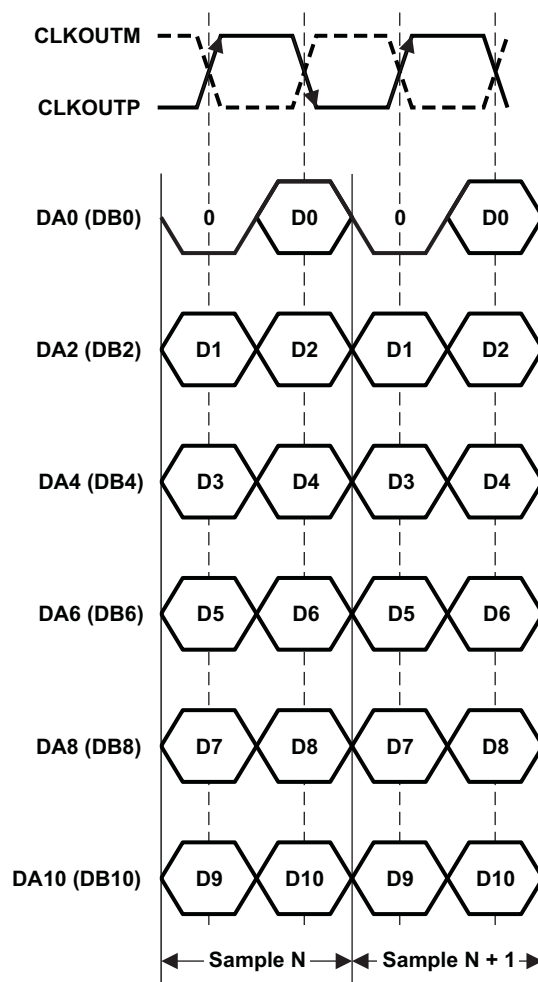 CLKOUTM
CLKOUTP
DA0 (DB0) 0 D0 0 D0
DA2 (DB2) D1 D2 D1 D2
DA4 (DB4) D3 D4 D3 D4
DA6 (DB6) D5 D6 D5 D6
DA8 (DB8) D7 D8 D7 D8
DA10 (DB10) D9 D10 D9 D10
Sample N Sample N + 1